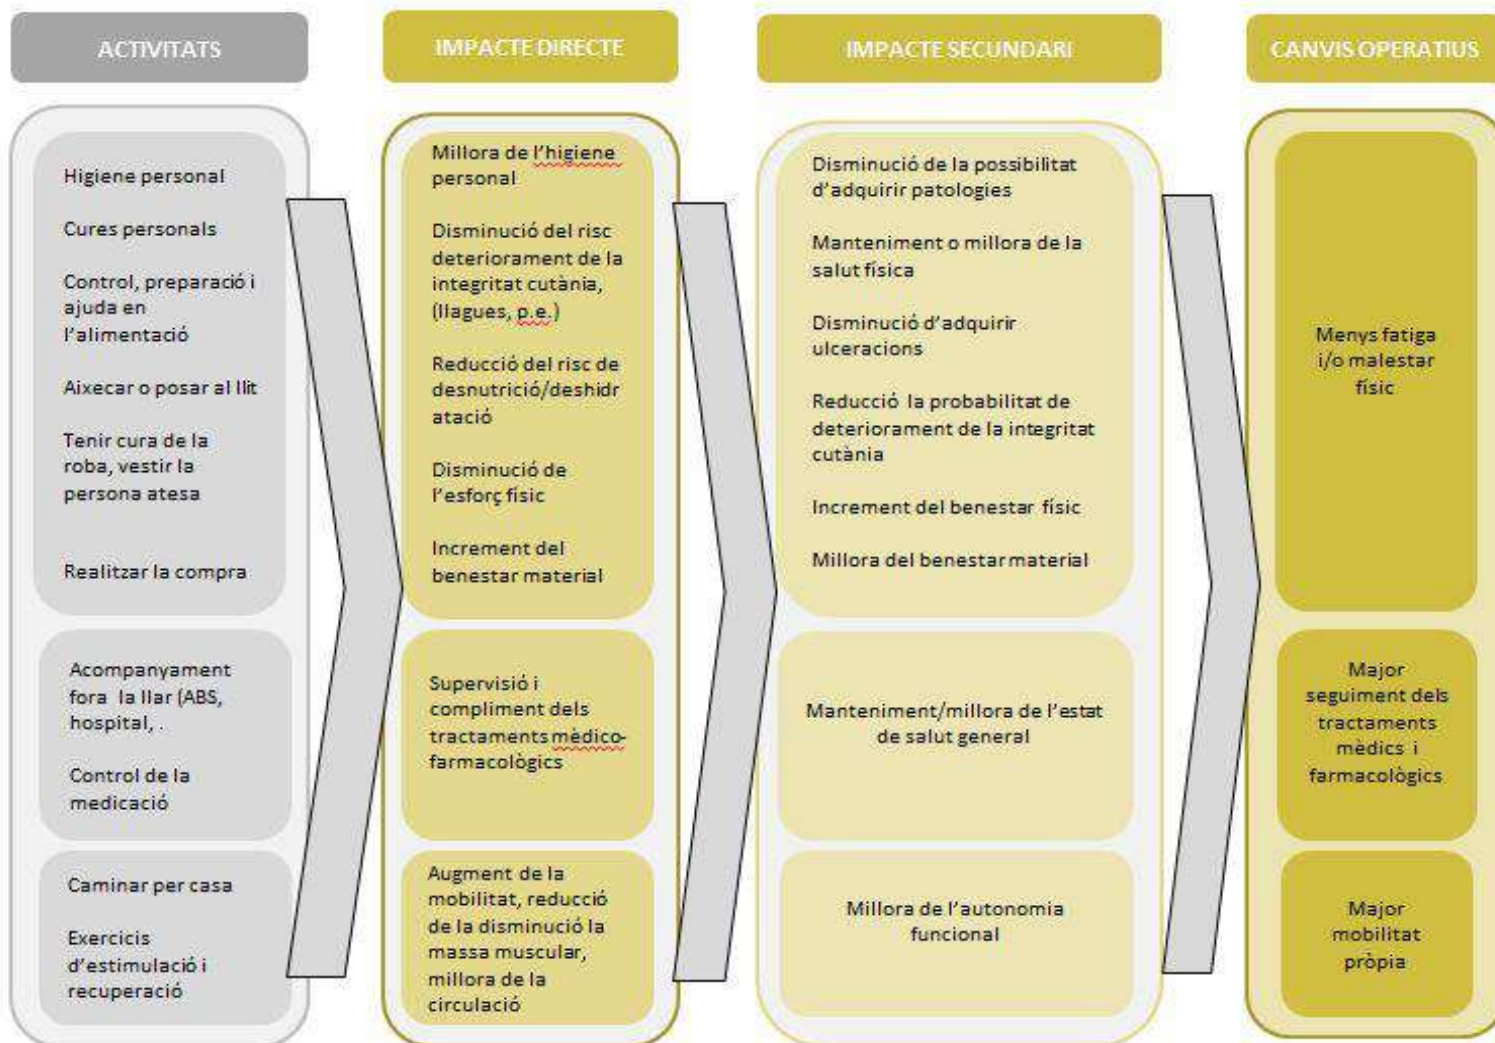 ACTIVITATS
Higiene personal
Cures personals
Control, preparació i
ajuda en
l'alimentació
Aixecar o posar al llit
Tenir cura de la
roba, vestir la
persona atesa
Realitzar la compra
Acompanyament
fora la llar (ABS,
hospital, .
Control de la
medicació
Caminar per casa
Exercicis
d'estimulació i
recuperació
IMPACTE DIRECTE
Millora de l'higiene
personal
Disminució del risc
deteriorament de la
integritat cutània,
(llagues, p.e.)
Reducció del risc de
desnutrició/deshidr
atació
Disminució de
l'esforç físic
Increment del
benestar material
Supervisió i
compliment dels
tractaments mèdico-
farmacològics
Augment de la
mobilitat, reducció
de la disminució la
massa muscular,
millora de la
circulació
IMPACTE SECUNDARI
Disminució de la possibilitat
d'adquirir patologies
Manteniment o millora de la
salut física
Disminució d'adquirir
ulceracions
Reducció la probabilitat de
deteriorament de la integritat
cutània
Increment del benestar físic
Millora del benestar material
Manteniment/millora de l'estat
de salut general
Millora de l'autonomia
funcional
CANVIS OPERATIUS
Menys fatiga
i/o malestar
físic
Major
seguiment dels
tractaments
mèdics i
farmacològics
Major
mobilitat
pròpia